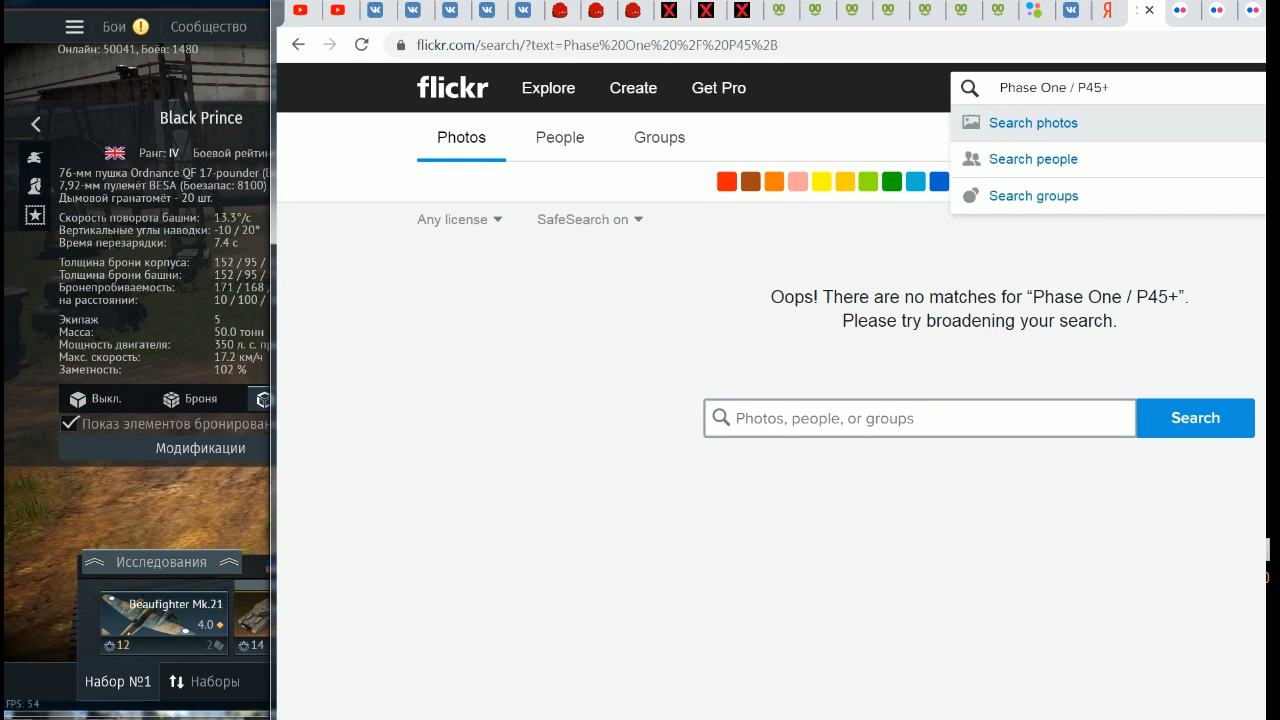 Бои
Сообщество
Онлайн: 50041, Боёв: 1480
Black Prince
Ранг: IV Боевой рейтин
76-мм пушка Ordnance QF 17-pounder (
7,92-мм пулемёт BESA (Боезапас: 8100)
Дымовой гранатомёт - 20 шт.
Скорость поворота башни: 13.3°/с
Вертикальные углы наводки: -10 / 20°
Время перезарядки: 7.4 с
Толщина брони корпуса: 152 / 95 /
Толщина брони башни: 152 / 95 /
Бронепробиваемость: 171 / 168
на расстоянии: 10 / 100 /
Экипаж 5
Масса: 50.0 тонн
Мощность двигателя: 350 л. с. п
Макс. скорость: 17.2 км/ч
Заметность: 102 %
Выкл.
Броня
Показ элементов бронирован
Модификации
Исследования
Beaufighter Mk.21
4.0
12
2
14
Набор №1
Наборы
FPS: 54
flickr.com/search/?text=Phase%20One%20%2F%20P45%2B
flickr
Explore
Create
Get Pro
Phase One / P45+
Search photos
Search people
Search groups
Photos
People
Groups
Any license
SafeSearch on
Oops! There are no matches for “Phase One / P45+”.
Please try broadening your search.
Photos, people, or groups
Search